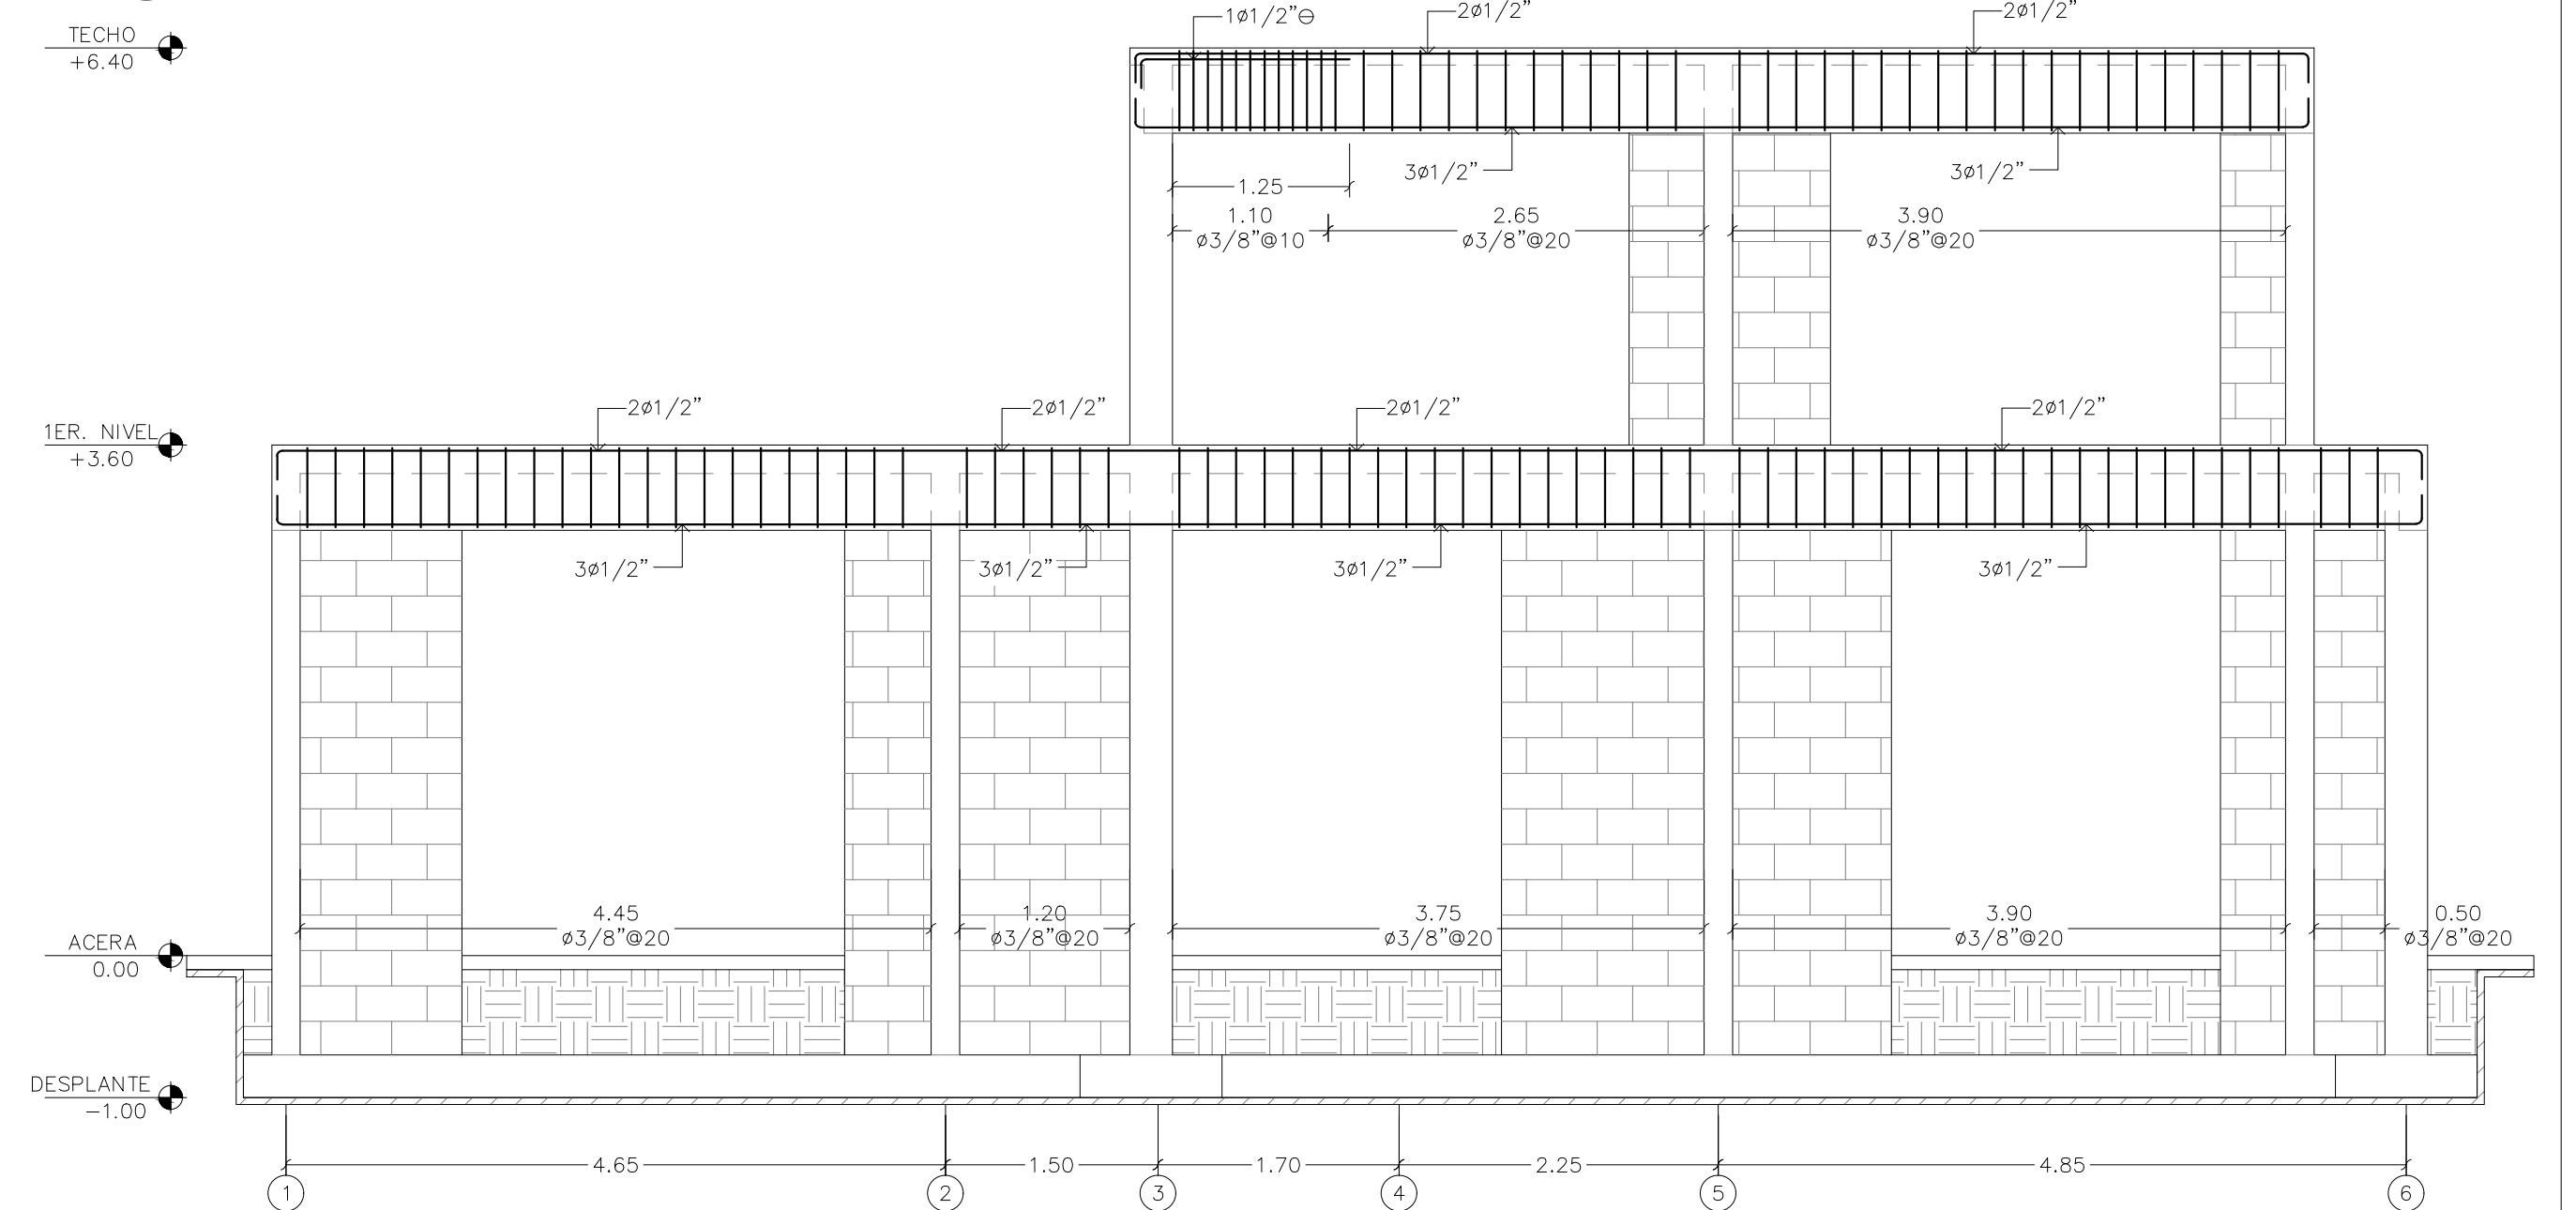 TECHO
+6.40
1ø1/2"⊖
2ø1/2"
2ø1/2"
3ø1/2"
3ø1/2"
1.25
1.10
ø3/8"@10
2.65
ø3/8"@20
3.90
ø3/8"@20
1ER. NIVEL
+3.60
2ø1/2"
2ø1/2"
2ø1/2"
2ø1/2"
3ø1/2"
3ø1/2"
3ø1/2"
3ø1/2"
4.45
ø3/8"@20
1.20
ø3/8"@20
3.75
ø3/8"@20
3.90
ø3/8"@20
0.50
ø3/8"@20
ACERA
0.00
DESPLANTE
−1.00
4.65
1.50
1.70
2.25
4.85
1
2
3
4
5
6